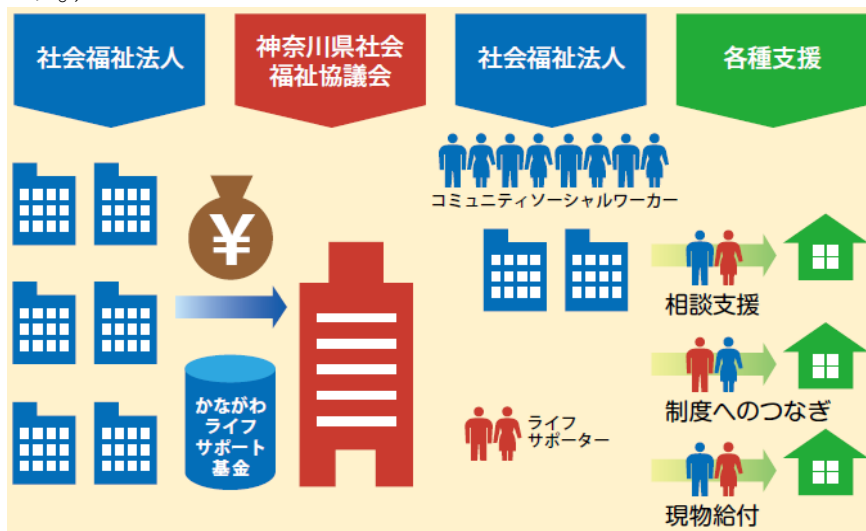 社会福祉法人
神奈川県社会
福祉協議会
社会福祉法人
各種支援
コミュニティソーシャルワーカー
¥
かながわ
ライフ
サポート
基金
ライフ
サポーター
相談支援
制度へのつなぎ
現物給付